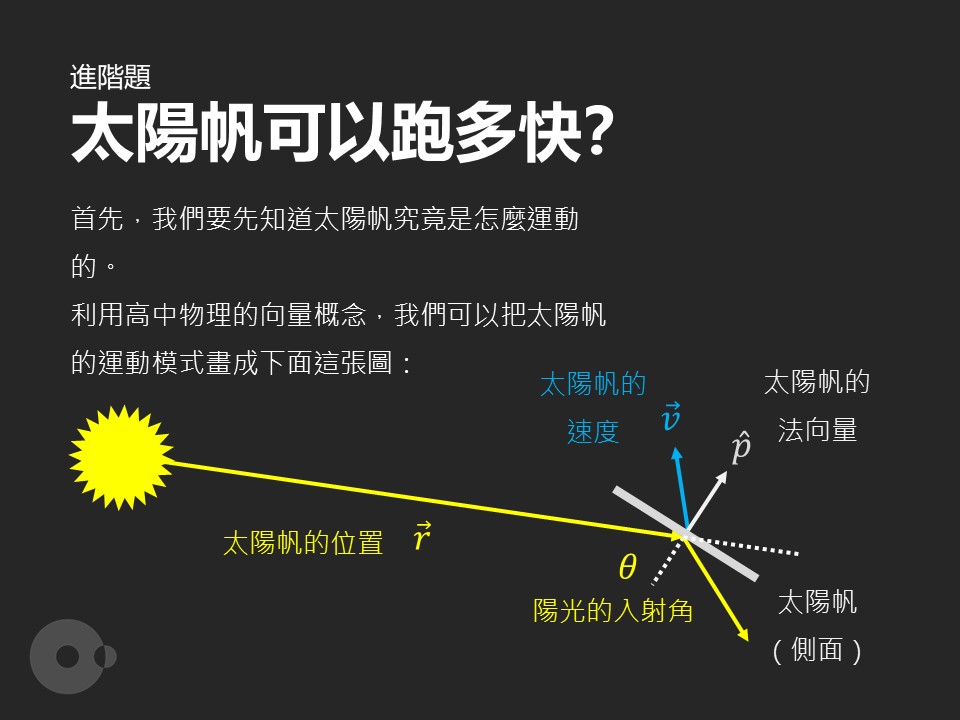 進階題
太陽帆可以跑多快?
首先，我們要先知道太陽帆究竟是怎麼運動
的。
利用高中物理的向量概念，我們可以把太陽帆
的運動模式畫成下面這張圖：
太陽帆的
速度
v⃗
太陽帆的
法向量
p̂
太陽帆的位置 r⃗
θ
陽光的入射角
太陽帆
(側面)